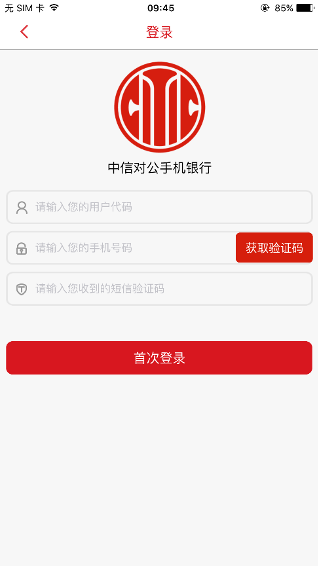 无 SIM 卡 09:45 85%
登录
中信对公手机银行
请输入您的用户代码
请输入您的手机号码 获取验证码
请输入您收到的短信验证码
首次登录